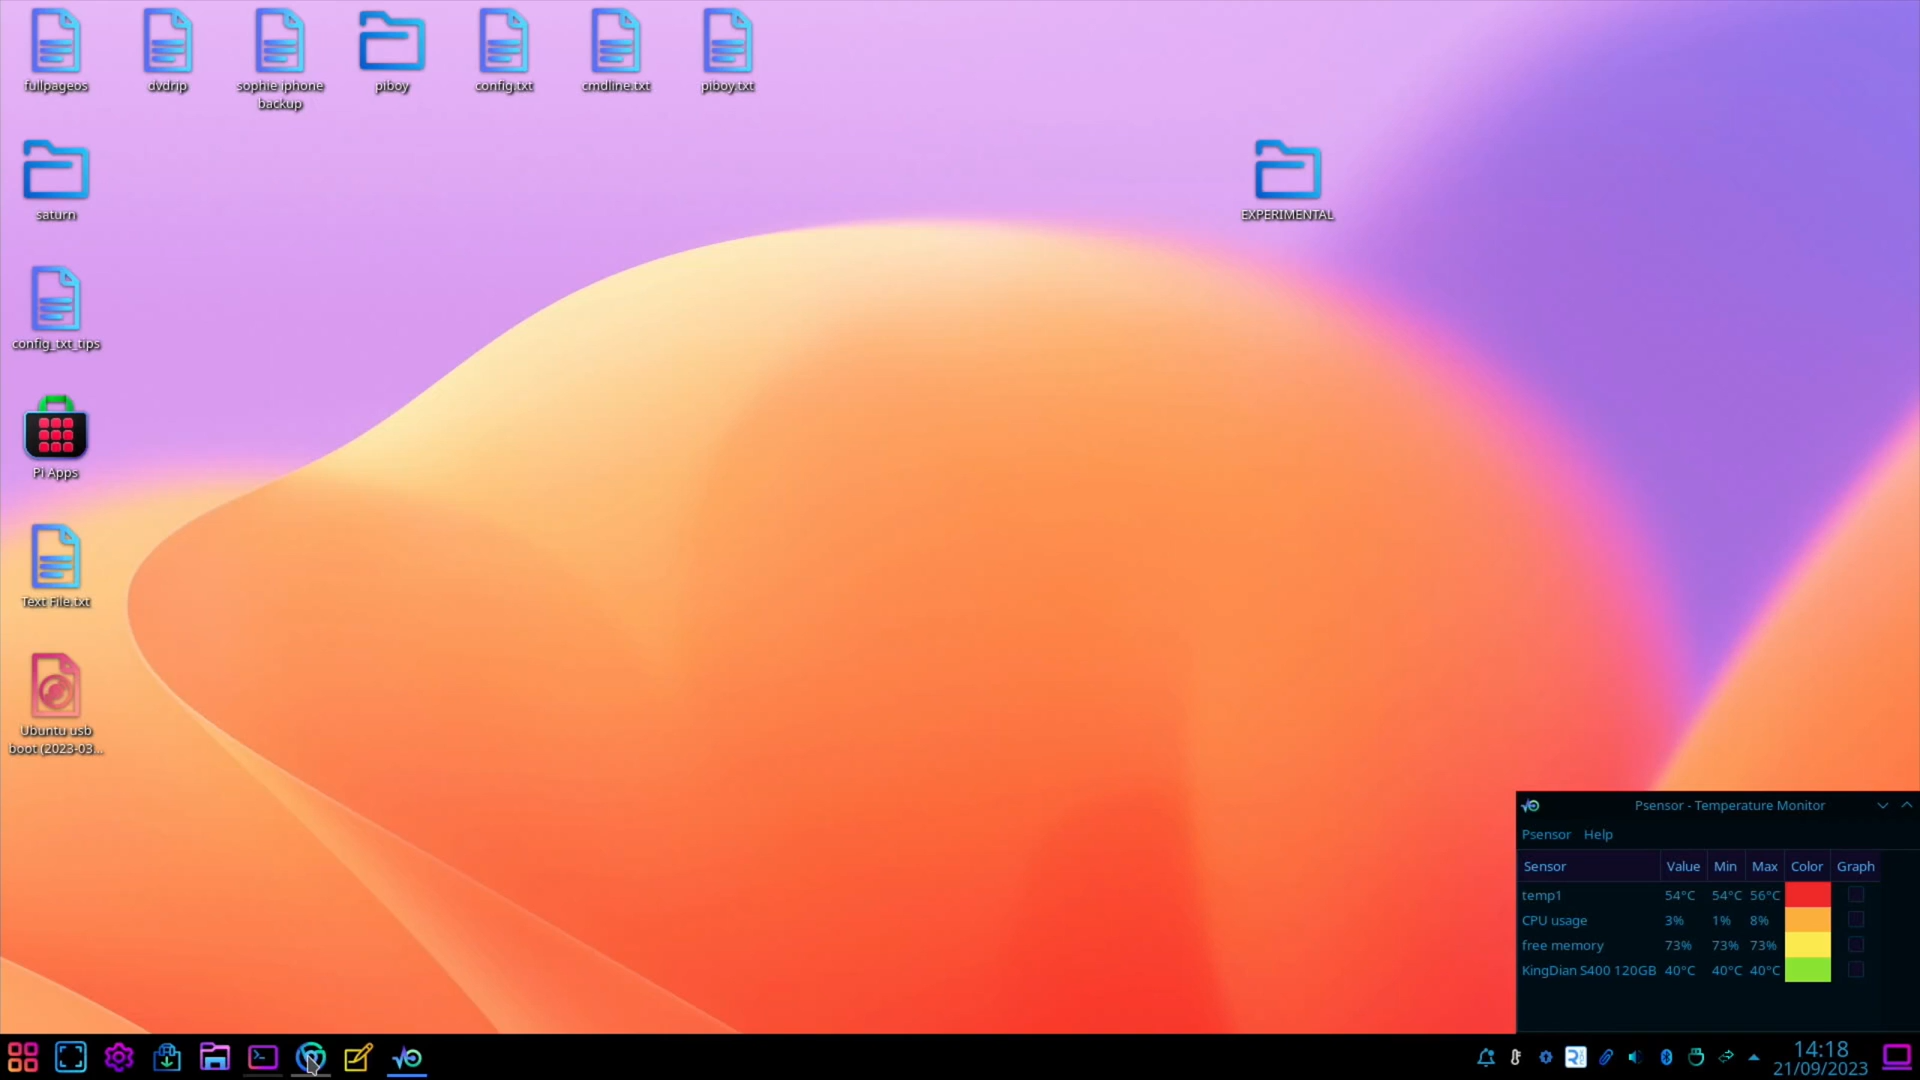 fullpageos
dvdrip
sophie iphone
backup
piboy
config.txt
cmdline.txt
piboy.txt
saturn
EXPERIMENTAL
config_txt_tips
Pi Apps
Text File.txt
Ubuntu usb
boot (2023-03...
Psensor - Temperature Monitor
Psensor Help
Sensor Value Min Max Color Graph
temp1 54°C 54°C 56°C
CPU usage 3% 1% 8%
free memory 73% 73% 73%
KingDian S400 120GB 40°C 40°C 40°C
14:18
21/09/2023